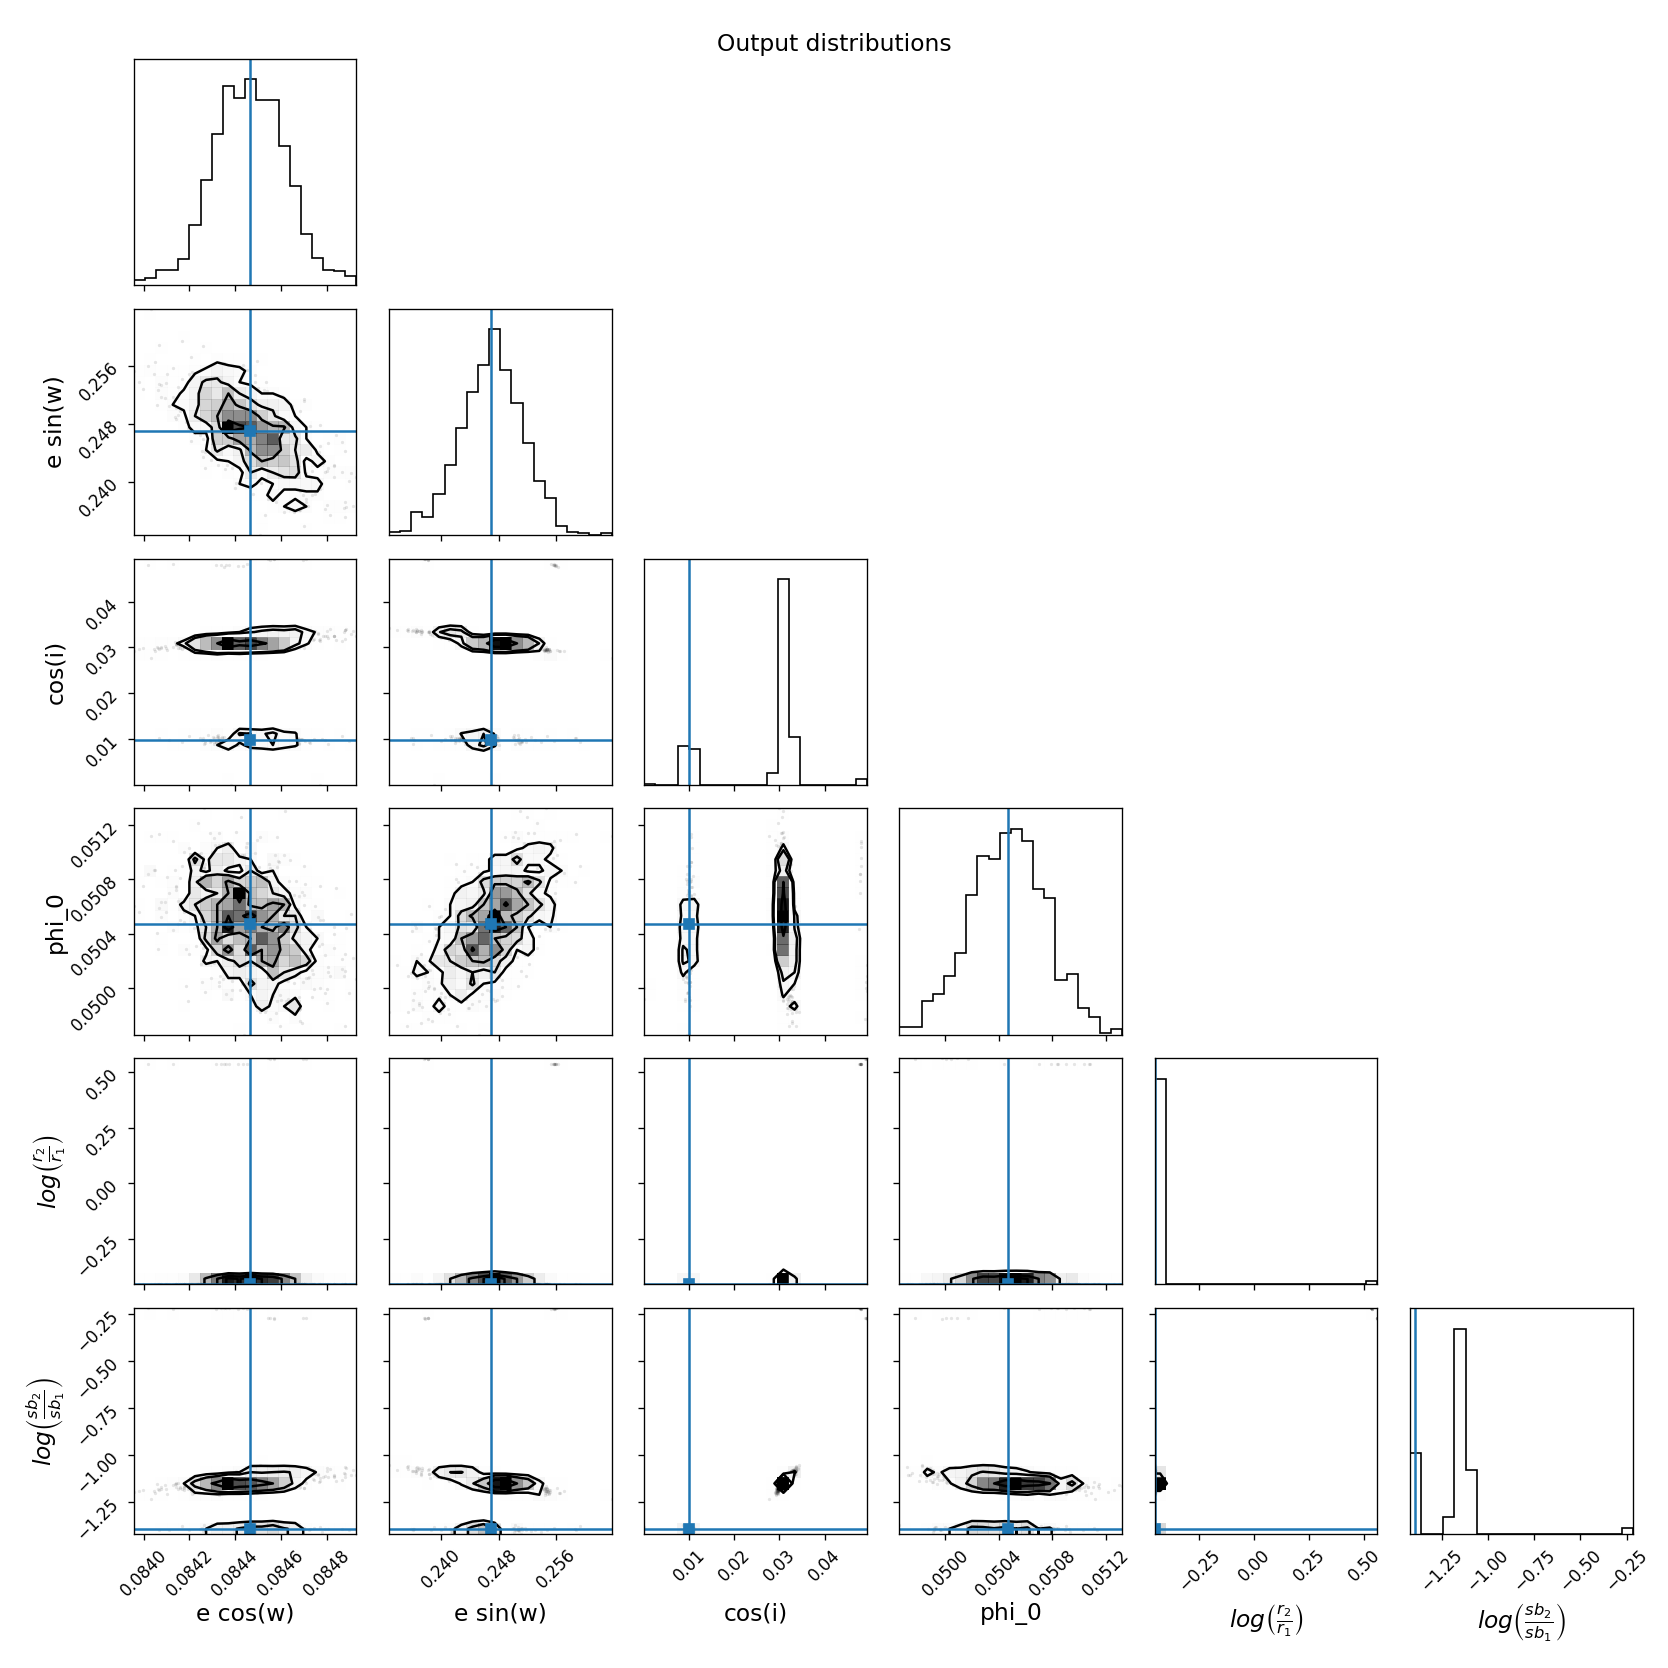 Output distributions
e sin(w)
0.256
0.248
0.240
cos(i)
0.04
0.03
0.02
0.01
phi_0
0.0512
0.0508
0.0504
0.0500
log(r₂/r₁)
0.50
0.25
0.00
−0.25
log(sb₂/sb₁)
−0.25
−0.50
−0.75
−1.00
−1.25
0.0840 0.0842 0.0844 0.0846 0.0848
e cos(w)
0.240 0.248 0.256
e sin(w)
0.01 0.02 0.03 0.04
cos(i)
0.0500 0.0504 0.0508 0.0512
phi_0
−0.25 0.00 0.25 0.50
log(r₂/r₁)
−1.25 −1.00 −0.75 −0.50 −0.25
log(sb₂/sb₁)